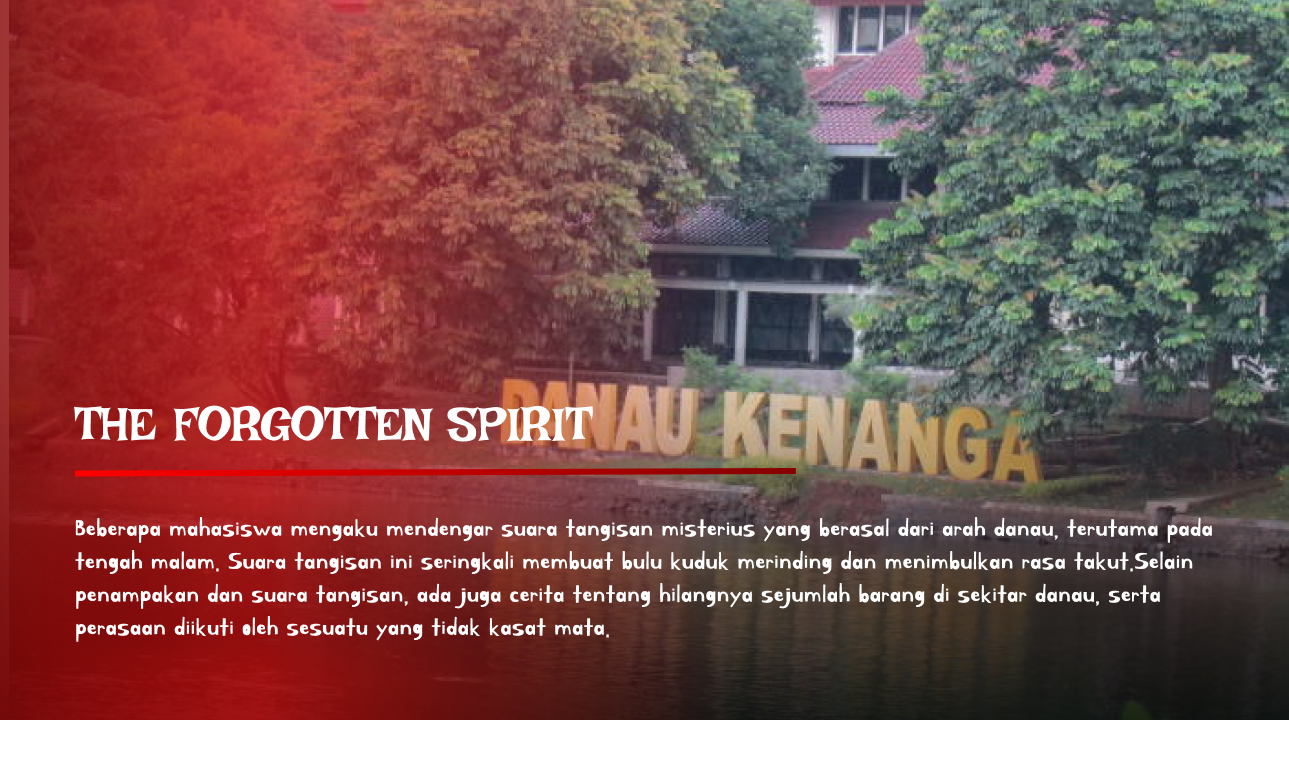 THE FORGOTTEN SPIRIT
DANAU KENANGA
Beberapa mahasiswa mengaku mendengar suara tangisan misterius yang berasal dari arah danau, terutama pada
tengah malam. Suara tangisan ini seringkali membuat bulu kuduk merinding dan menimbulkan rasa takut.Selain
penampakan dan suara tangisan, ada juga cerita tentang hilangnya sejumlah barang di sekitar danau, serta
perasaan diikuti oleh sesuatu yang tidak kasat mata.